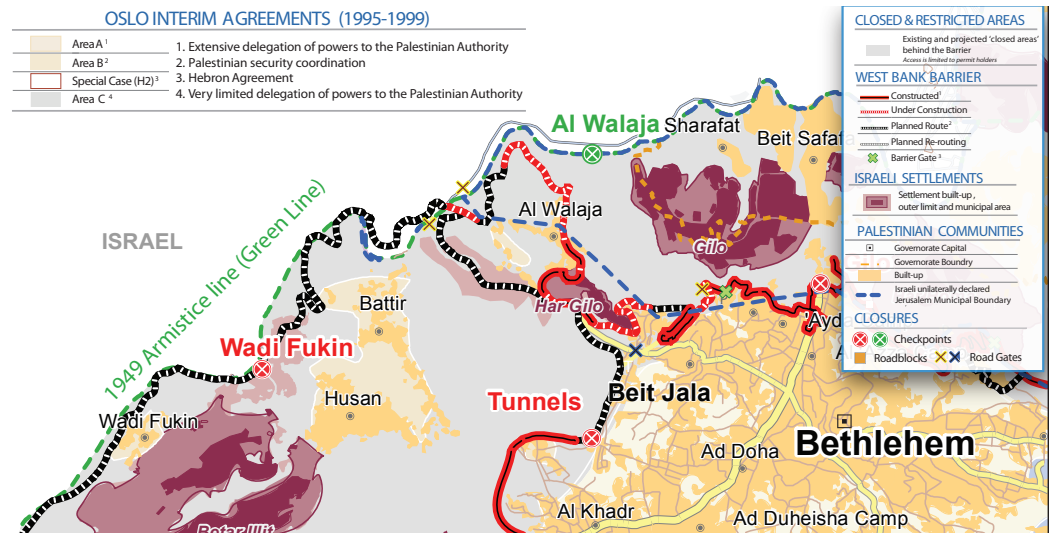 OSLO INTERIM AGREEMENTS (1995-1999)
Area A 1
Area B 2
Special Case (H2) 3
Area C 4
1. Extensive delegation of powers to the Palestinian Authority
2. Palestinian security coordination
3. Hebron Agreement
4. Very limited delegation of powers to the Palestinian Authority
CLOSED & RESTRICTED AREAS
Existing and projected 'closed areas'
behind the Barrier
Access is limited to permit holders
WEST BANK BARRIER
Constructed1
Under Construction
Planned Route2
Planned Re-routing
Barrier Gate 3
ISRAELI SETTLEMENTS
Settlement built-up,
outer limit and municipal area
PALESTINIAN COMMUNITIES
Governorate Capital
Governorate Boundry
Built-up
Israeli unilaterally declared
Jerusalem Municipal Boundary
CLOSURES
Checkpoints
Roadblocks
Road Gates
Al Walaja
Sharafat
Beit Safafa
Al Walaja
ISRAEL
1949 Armistice line (Green Line)
Gilo
Battir
Har Gilo
'Ayda
Wadi Fukin
Husan
Tunnels
Beit Jala
Wadi Fukin
Ad Doha
Bethlehem
Al Khadr
Ad Duheisha Camp
Betar Illit